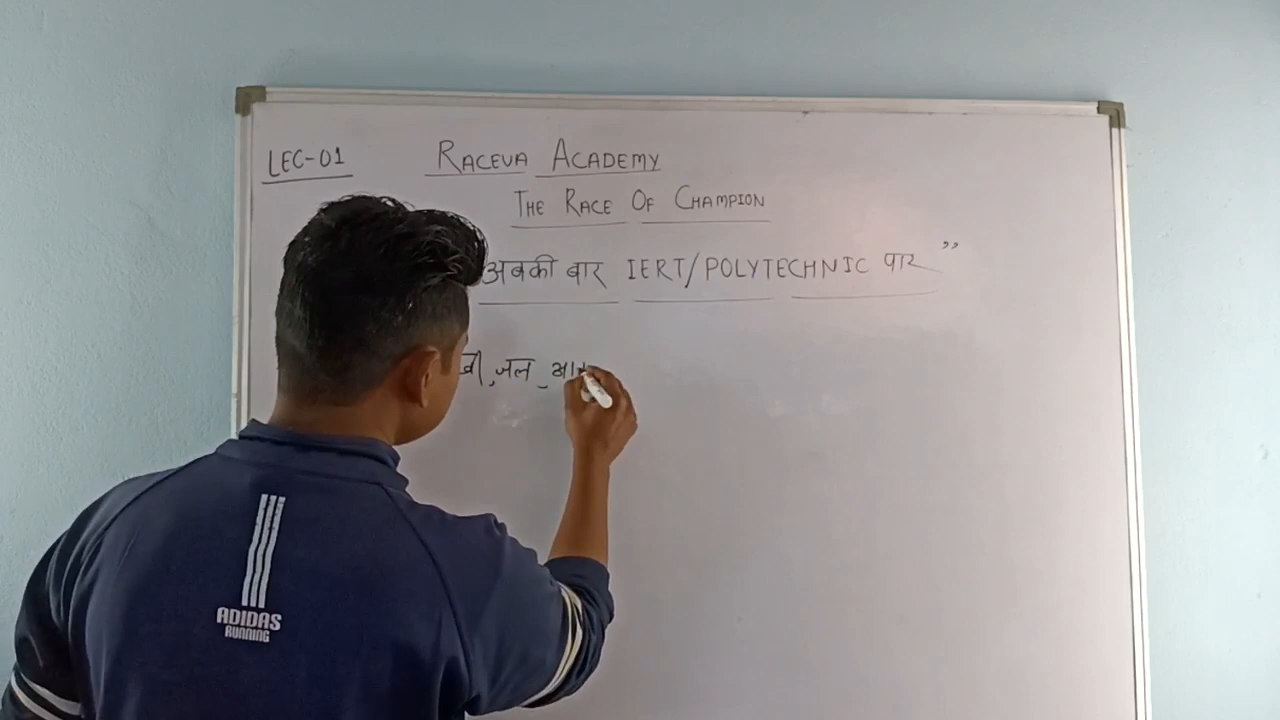 LEC-01
RACEVA ACADEMY
THE RACE OF CHAMPION
अबकी बार IERT/POLYTECHNIC पार ”
, जल,
ADIDAS
RUNNING